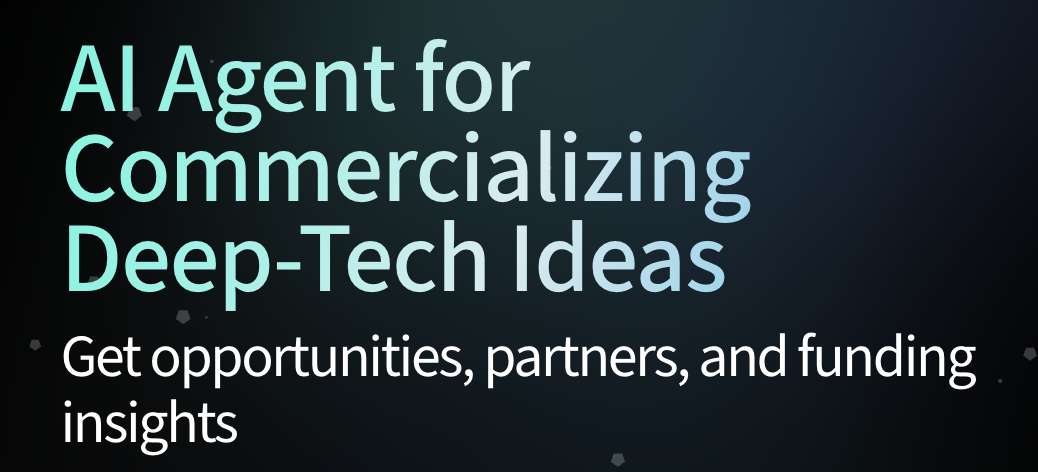 AI Agent for
Commercializing
Deep-Tech Ideas
Get opportunities, partners, and funding
insights